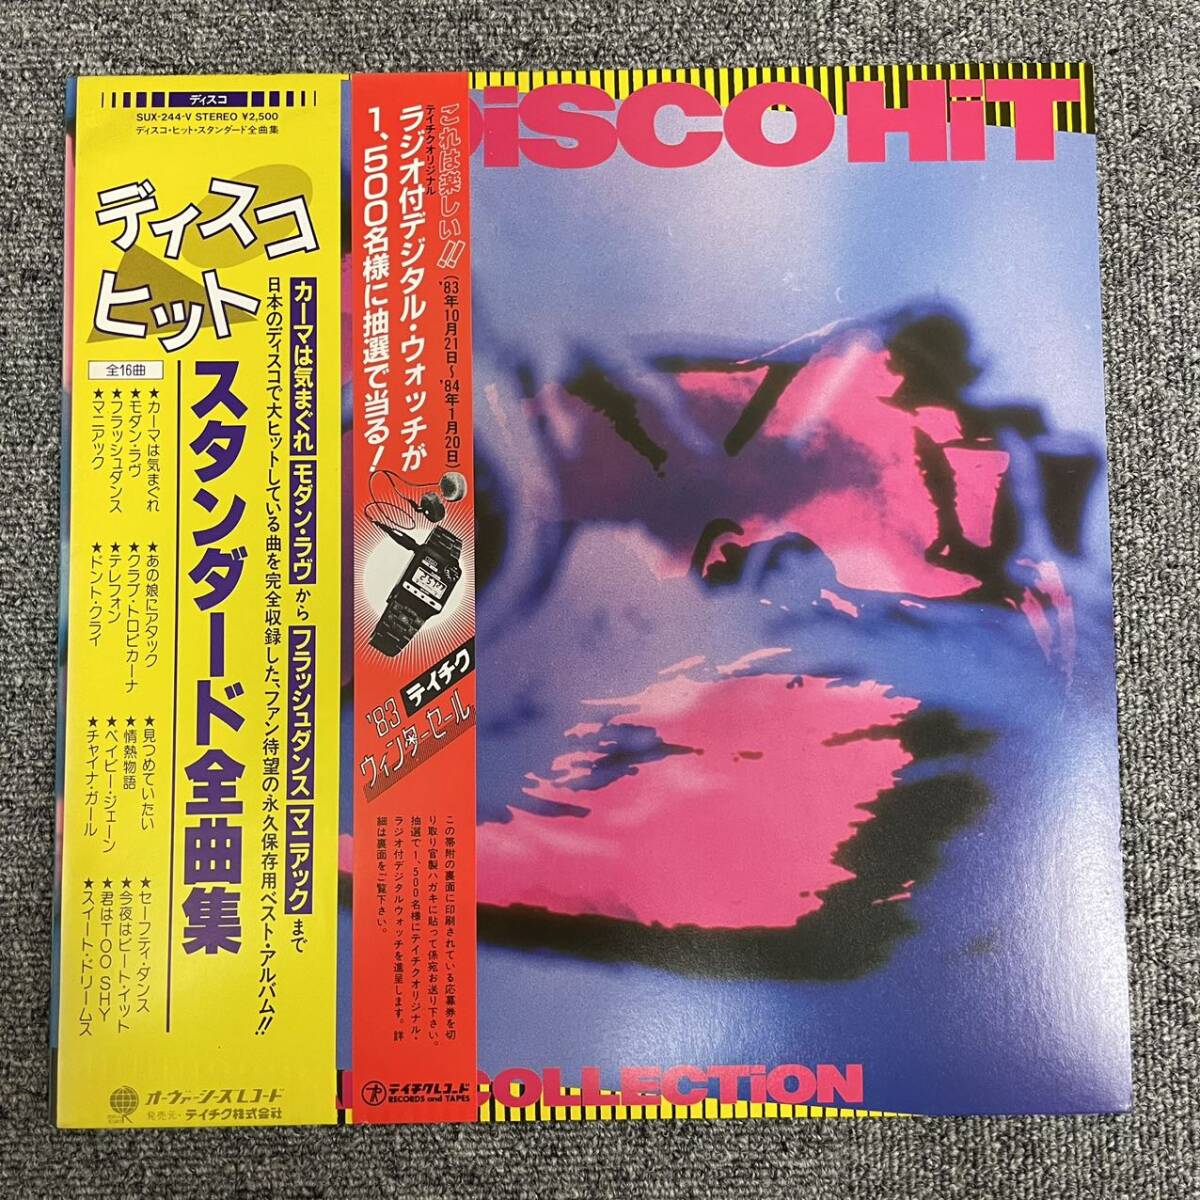 ディスコ
SUX-244-V STEREO ¥2,500
ディスコ・ヒット・スタンダード全曲集
ディスコ
ヒット
スタンダード全曲集
カーマは気まぐれ モダン・ラヴ から フラッシュダンス マニアック まで
日本のディスコで大ヒットしている曲を完全収録した、ファン待望の永久保存用ベスト・アルバム!!
全16曲
★カーマは気まぐれ
★モダン・ラヴ
★フラッシュダンス
★マニアック
★あの娘にアタック
★クラブ・トロピカーナ
★テレフォン
★ドント・クライ
★見つめていたい
★情熱物語
★ベイビー・ジェーン
★チャイナ・ガール
★セーフティ・ダンス
★今夜はビート・イット
★君はTOO SHY
★スイート・ドリームス
オーヴァーシーズレコード
発売元・テイチク株式会社
これは楽しい!!
('83年10月21日〜'84年1月20日)
テイチクオリジナル
ラジオ付デジタル・ウォッチが
1,500名様に抽選で当る!
'83 テイチク
ウィンターセール
この帯附の裏面に印刷されている応募券を切
り取り官製ハガキに貼って係宛お送り下さい。
抽選で1,500名様にテイチクオリジナル・
ラジオ付デジタルウォッチを進呈します。詳
細は裏面をご覧下さい。
テイチクレコード
RECORDS and TAPES
DiSCO HiT
COLLECTiON